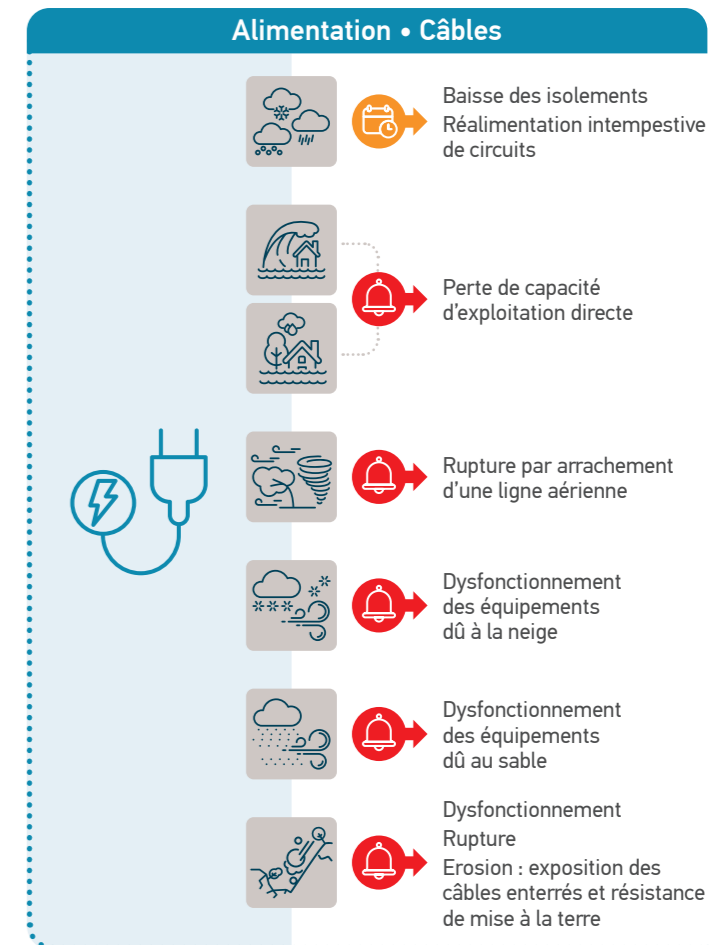 Alimentation • Câbles
Baisse des isolements
Réalimentation intempestive
de circuits
Perte de capacité
d'exploitation directe
Rupture par arrachement
d'une ligne aérienne
Dysfonctionnement
des équipements
dû à la neige
Dysfonctionnement
des équipements
dû au sable
Dysfonctionnement
Rupture
Erosion : exposition des
câbles enterrés et résistance
de mise à la terre